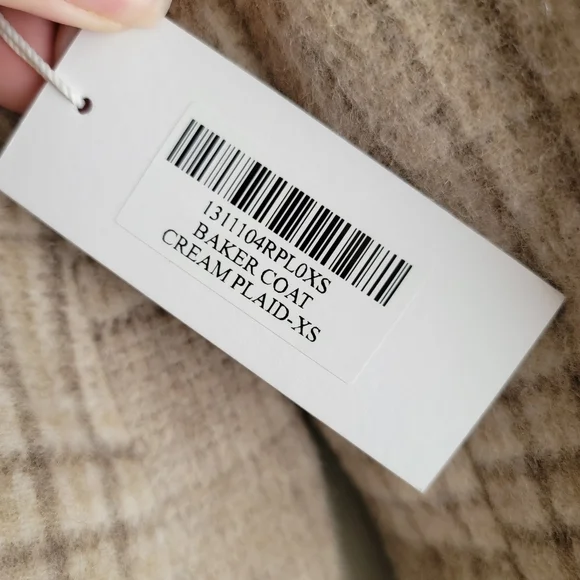 1311104RPL0XS
BAKER COAT
CREAM PLAID-XS